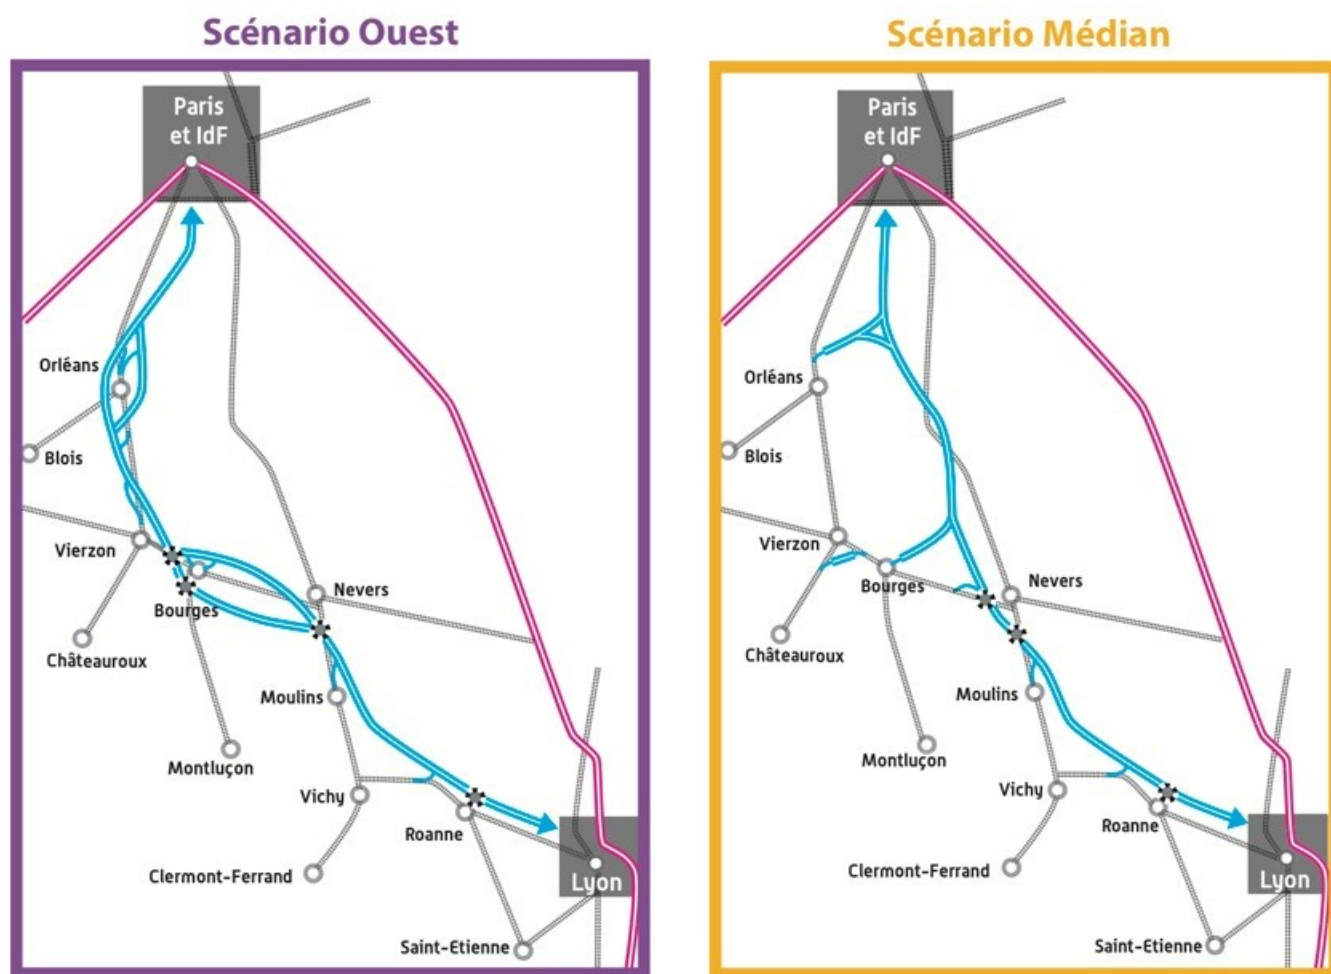 Scénario Ouest
Paris
et IdF
Orléans
Blois
Vierzon
Bourges
Nevers
Châteauroux
Moulins
Montluçon
Vichy
Roanne
Clermont-Ferrand
Lyon
Saint-Etienne
Scénario Médian
Paris
et IdF
Orléans
Blois
Vierzon
Bourges
Nevers
Châteauroux
Moulins
Montluçon
Vichy
Roanne
Clermont-Ferrand
Lyon
Saint-Etienne